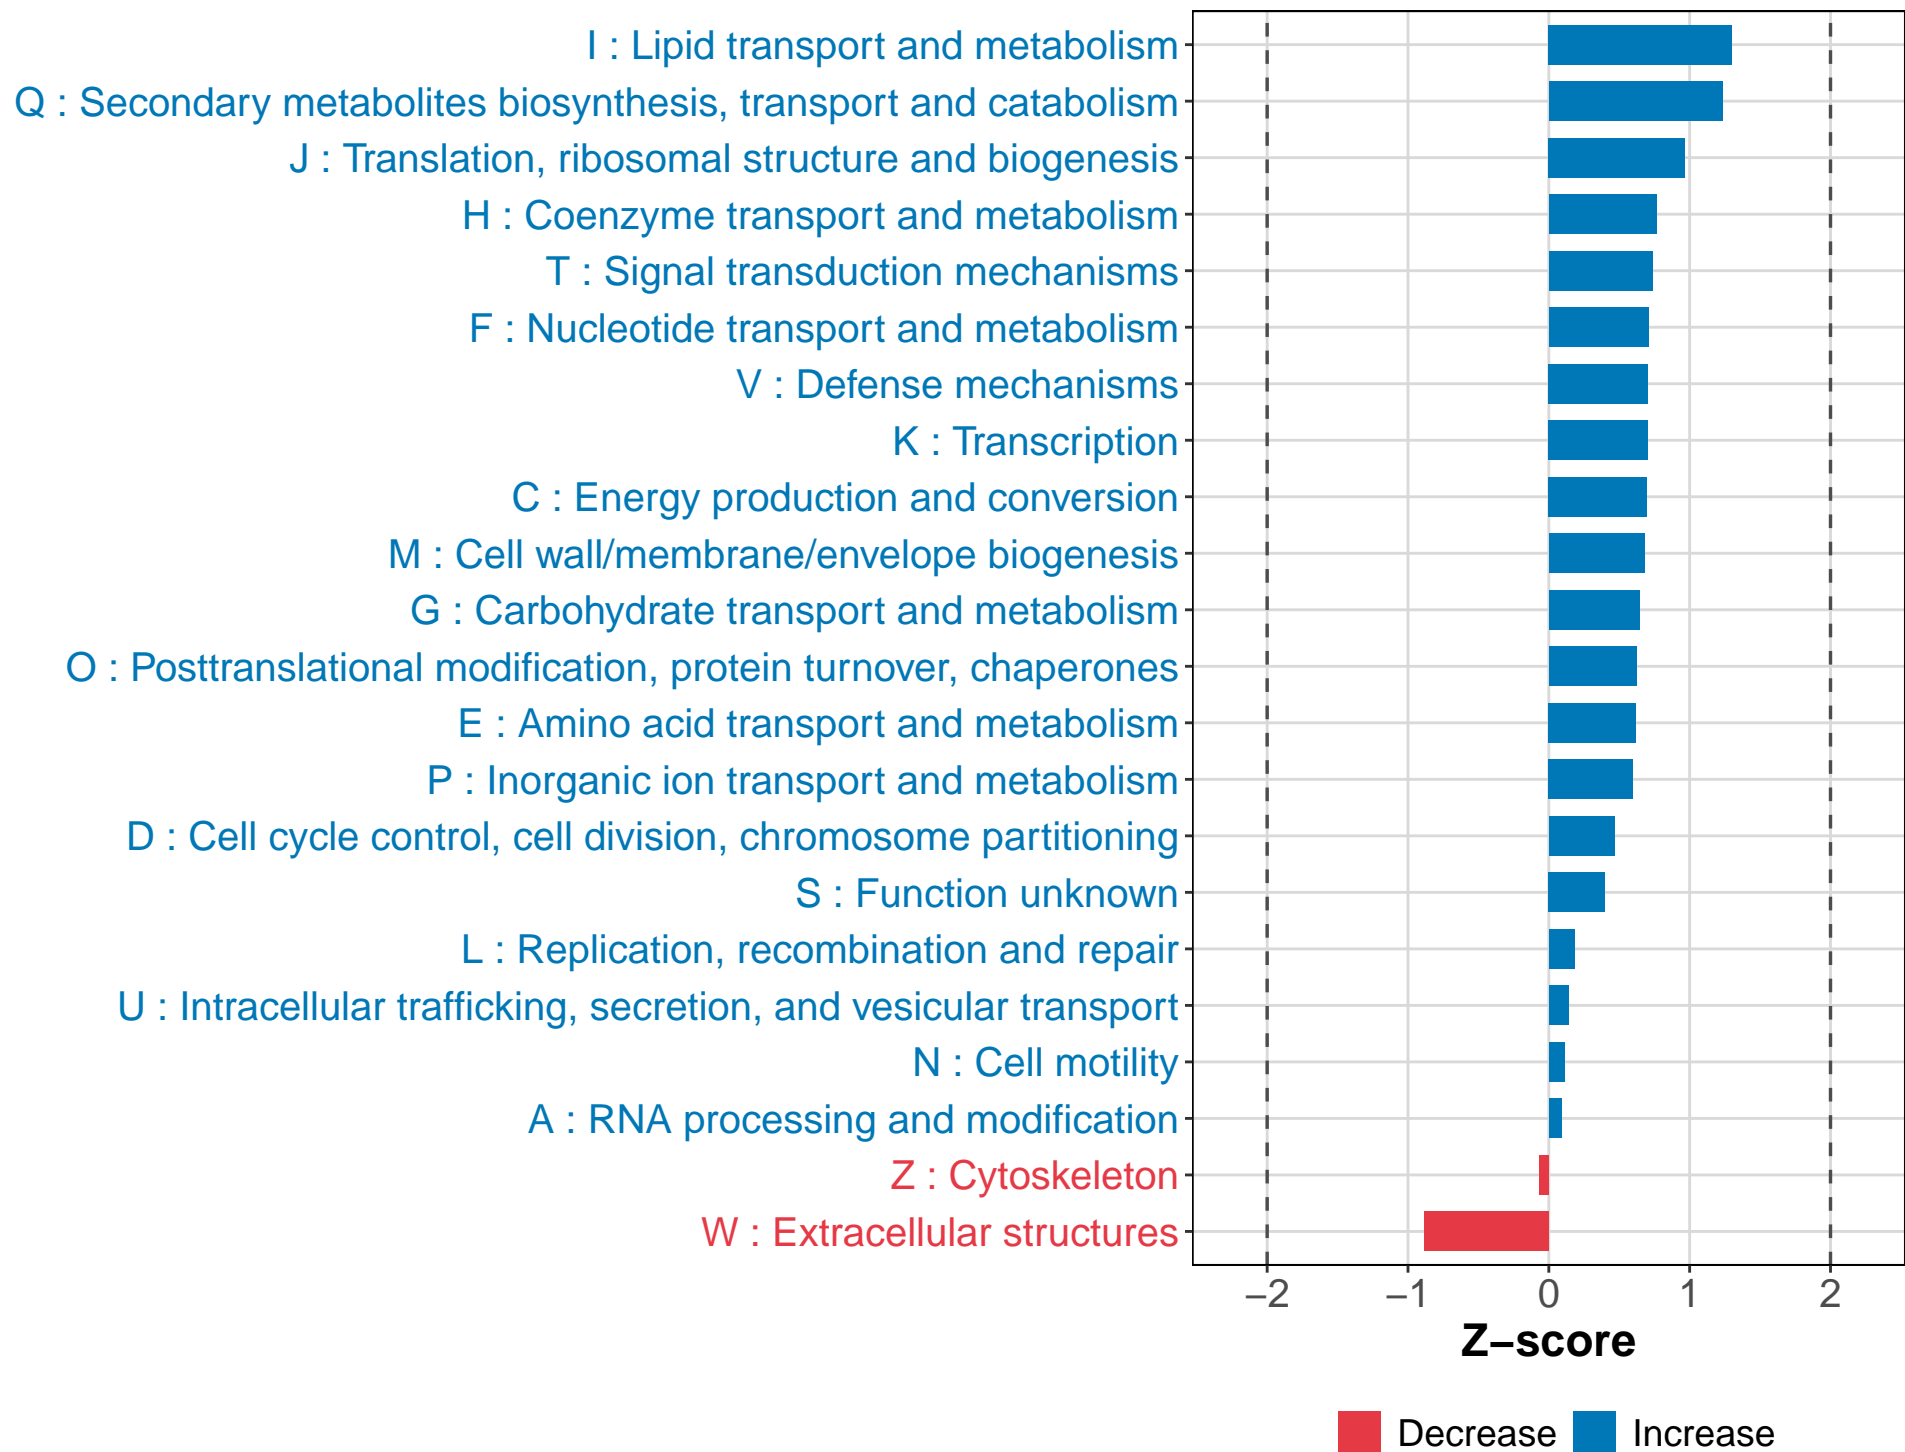 I : Lipid transport and metabolism
Q : Secondary metabolites biosynthesis, transport and catabolism
J : Translation, ribosomal structure and biogenesis
H : Coenzyme transport and metabolism
T : Signal transduction mechanisms
F : Nucleotide transport and metabolism
V : Defense mechanisms
K : Transcription
C : Energy production and conversion
M : Cell wall/membrane/envelope biogenesis
G : Carbohydrate transport and metabolism
O : Posttranslational modification, protein turnover, chaperones
E : Amino acid transport and metabolism
P : Inorganic ion transport and metabolism
D : Cell cycle control, cell division, chromosome partitioning
S : Function unknown
L : Replication, recombination and repair
U : Intracellular trafficking, secretion, and vesicular transport
N : Cell motility
A : RNA processing and modification
Z : Cytoskeleton
W : Extracellular structures
−2 −1 0 1 2
Z−score
Decrease Increase